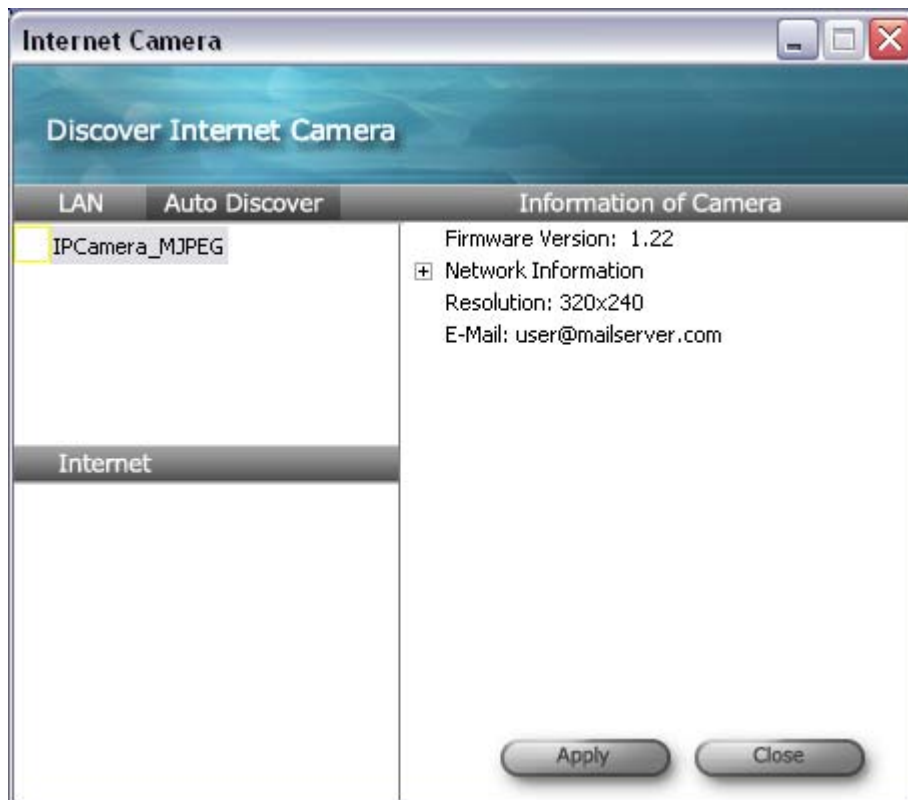 Internet Camera
Discover Internet Camera
LAN Auto Discover
IPCamera_MJPEG
Internet
Information of Camera
Firmware Version: 1.22
Network Information
Resolution: 320x240
E-Mail: user@mailserver.com
Apply Close